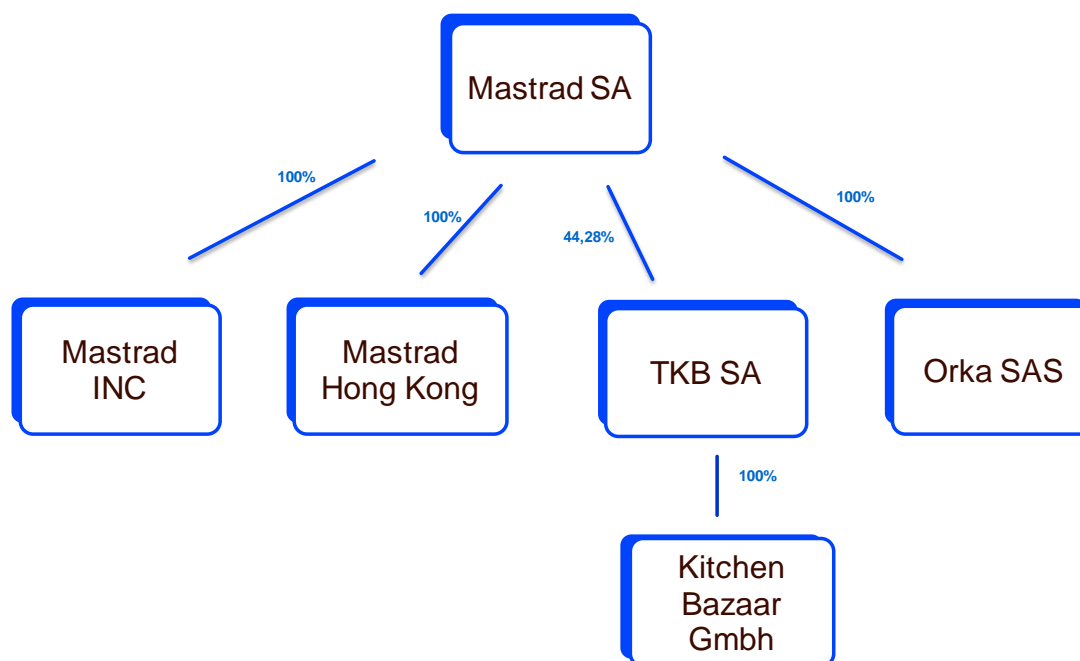 Mastrad SA
100%
100%
44,28%
100%
Mastrad
INC
Mastrad
Hong Kong
TKB SA
Orka SAS
100%
Kitchen
Bazaar
Gmbh